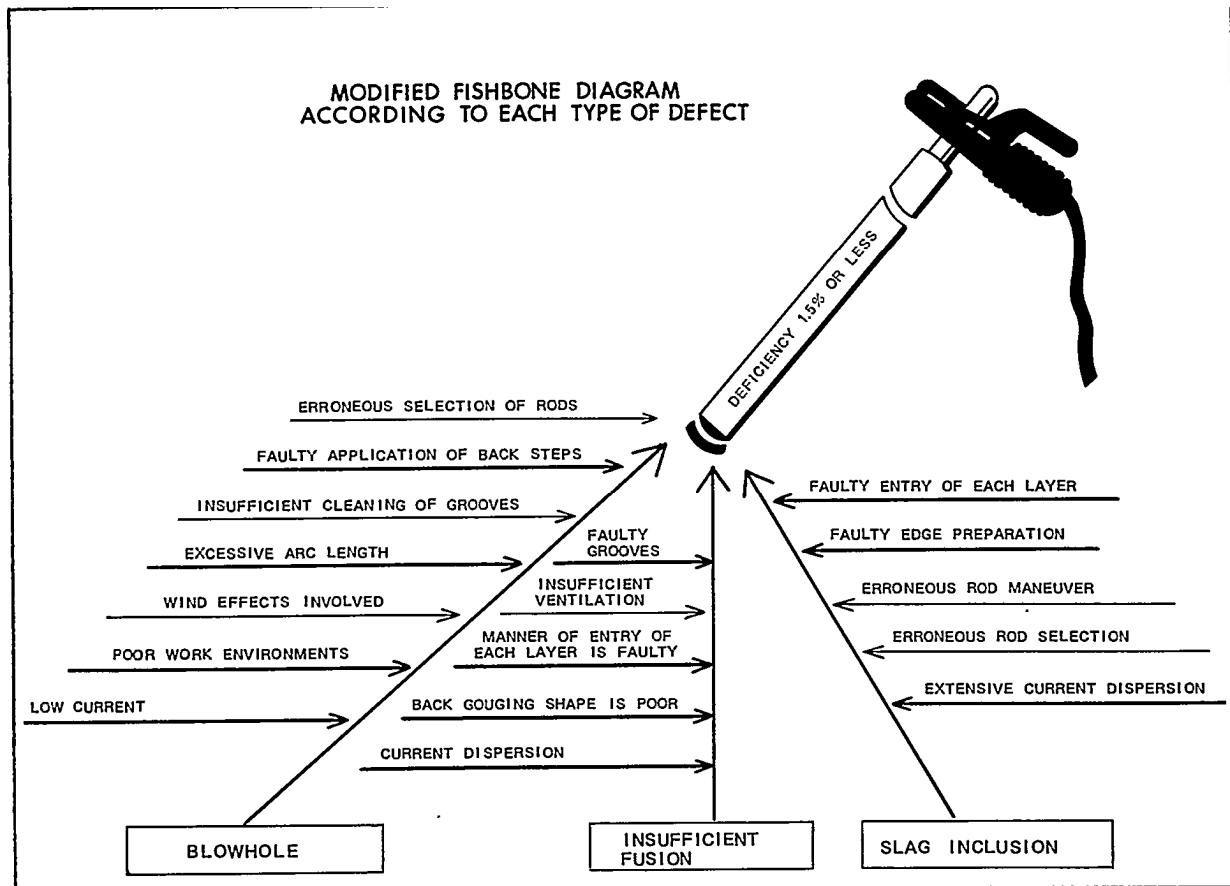 MODIFIED FISHBONE DIAGRAM
ACCORDING TO EACH TYPE OF DEFECT
DEFICIENCY 1.5% OR LESS
ERRONEOUS SELECTION OF RODS
FAULTY APPLICATION OF BACK STEPS
INSUFFICIENT CLEANING OF GROOVES
EXCESSIVE ARC LENGTH
WIND EFFECTS INVOLVED
POOR WORK ENVIRONMENTS
LOW CURRENT
BLOWHOLE
FAULTY
GROOVES
INSUFFICIENT
VENTILATION
MANNER OF ENTRY OF
EACH LAYER IS FAULTY
BACK GOUGING SHAPE IS POOR
CURRENT DISPERSION
INSUFFICIENT
FUSION
FAULTY ENTRY OF EACH LAYER
FAULTY EDGE PREPARATION
ERRONEOUS ROD MANEUVER
ERRONEOUS ROD SELECTION
EXTENSIVE CURRENT DISPERSION
SLAG INCLUSION